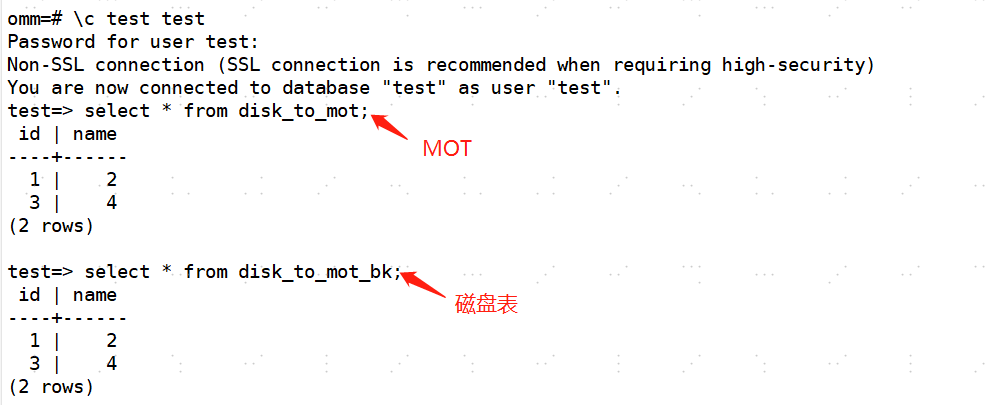 omm=# \c test test
Password for user test:
Non-SSL connection (SSL connection is recommended when requiring high-security)
You are now connected to database "test" as user "test".
test=> select * from disk_to_mot;
MOT
 id | name
----+------
  1 |    2
  3 |    4
(2 rows)
test=> select * from disk_to_mot_bk;
磁盘表
 id | name
----+------
  1 |    2
  3 |    4
(2 rows)